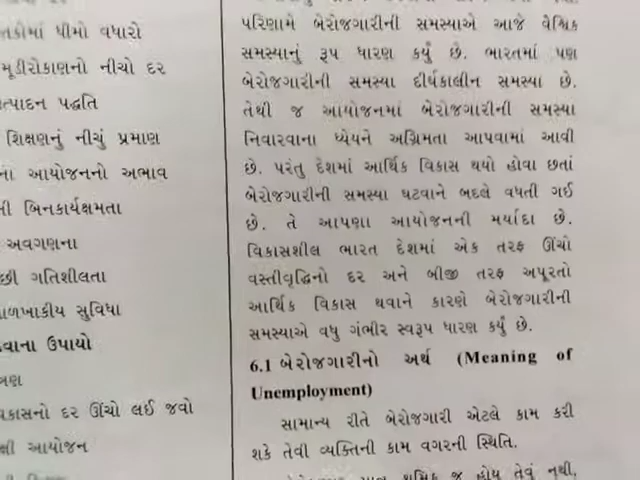 ધીમો વધારો
મૂડીરોકાણનો નીચો દર
પદ્ધતિ
શિક્ષણનું નીચું પ્રમાણ
આયોજનનો અભાવ
બિનકાર્યક્ષમતા
અવગણના
ગતિશીલતા
સુવિધા
ઉપાયો
દર ઊંચો લઈ જવો
આયોજન
પરિણામે બેરોજગારીની સમસ્યાએ આજે વૈશ્વિક
સમસ્યાનું રૂપ ધારણ કર્યું છે. ભારતમાં પણ
બેરોજગારીની સમસ્યા દીર્ઘકાલીન સમસ્યા છે.
તેથી જ આયોજનમાં બેરોજગારીની સમસ્યા
નિવારવાના ધ્યેયને અગ્રિમતા આપવામાં આવી
છે. પરંતુ દેશમાં આર્થિક વિકાસ થયો હોવા છતાં
બેરોજગારીની સમસ્યા ઘટવાને બદલે વધતી ગઈ
છે. તે આપણા આયોજનની મર્યાદા છે.
વિકાસશીલ ભારત દેશમાં એક તરફ ઊંચો
વસ્તીવૃદ્ધિનો દર અને બીજી તરફ અપૂરતો
આર્થિક વિકાસ થવાને કારણે બેરોજગારીની
સમસ્યાએ વધુ ગંભીર સ્વરૂપ ધારણ કર્યું છે.
6.1 બેરોજગારીનો અર્થ (Meaning of
Unemployment)
સામાન્ય રીતે બેરોજગારી એટલે કામ કરી
શકે તેવી વ્યક્તિની કામ વગરની સ્થિતિ.
શ્રમિક જ હોય તેવું નથી.